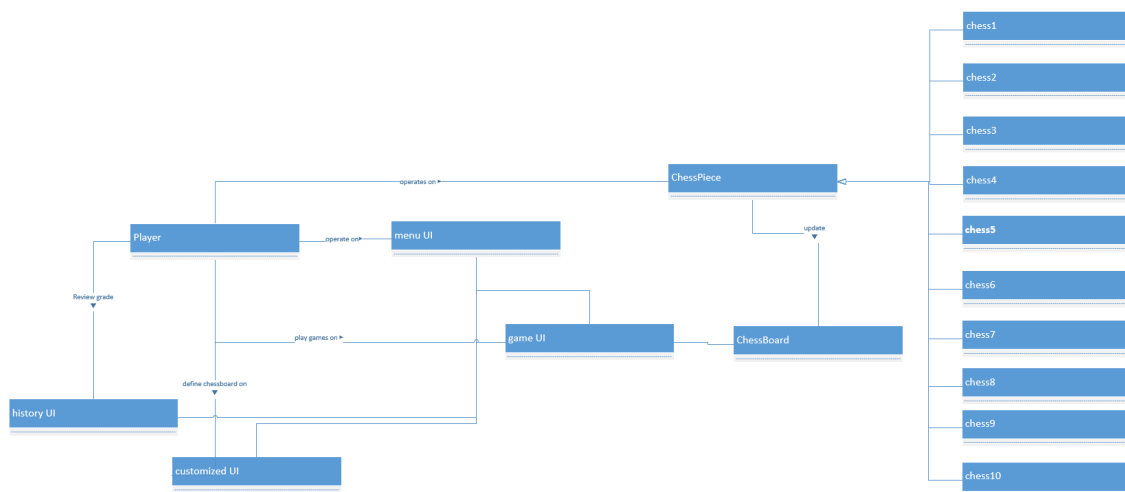 chess1
chess2
chess3
chess4
ChessPiece
operates on
chess5
update
Player
operate on
menu UI
chess6
Review grade
chess7
play games on
game UI
ChessBoard
chess8
define chessboard on
history UI
chess9
customized UI
chess10